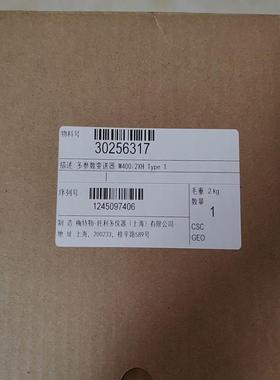 物料号
30256317
描述 多参数变送器 M400/2XH Type 1
序列号
1245097406
毛重 2kg
数量
1
制 造 梅特勒-托利多仪器（上海）有限公司
地 址 上海, 200233, 桂平路589号
CSC
GEO